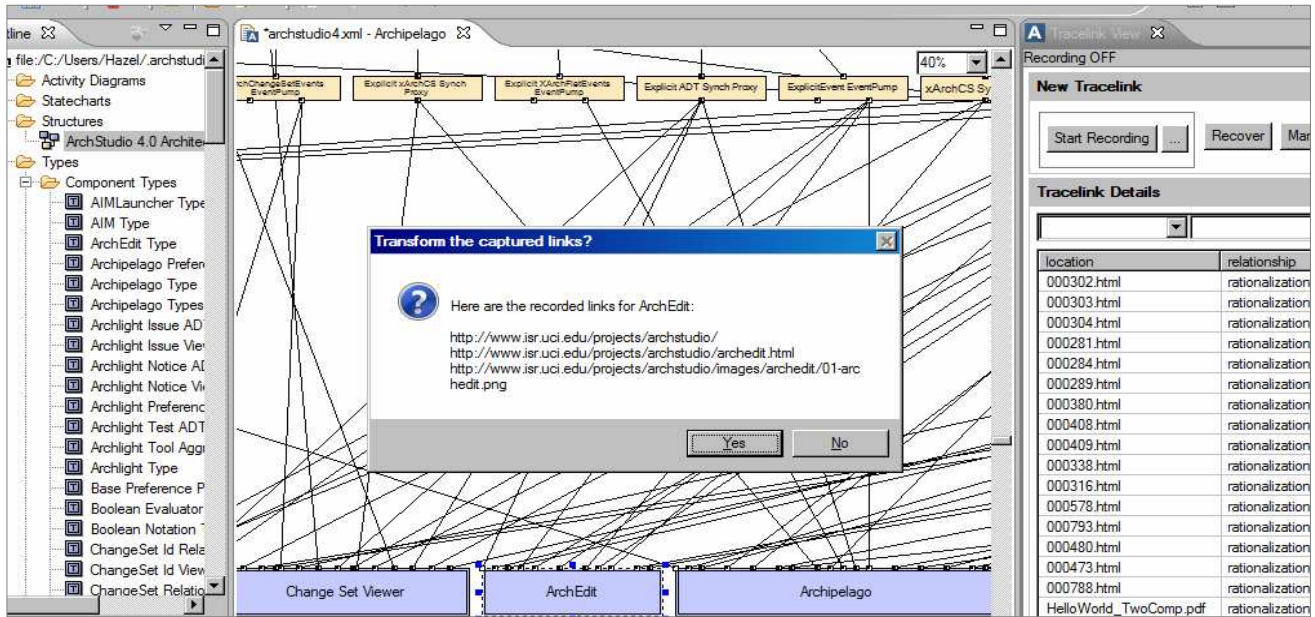 tline
file:/C:/Users/Hazel/.archstudi
Activity Diagrams
Statecharts
Structures
ArchStudio 4.0 Archite
Types
Component Types
AIMLauncher Type
AIM Type
ArchEdit Type
Archipelago Prefere
Archipelago Type
Archipelago Types
Archlight Issue AD
Archlight Issue View
Archlight Notice AD
Archlight Notice Vie
Archlight Preferenc
Archlight Test ADT
Archlight Tool Aggr
Archlight Type
Base Preference P
Boolean Evaluator
Boolean Notation T
ChangeSet Id Rela
ChangeSet Id View
ChangeSet Relatio
*archstudio4.xml - Archipelago
40%
rchChangeSetEvents
EventPump
Explicit xArchCS Synch
Proxy
Explicit XArchFlatEvents
EventPump
Explicit ADT Synch Proxy
ExplicitEvent EventPump
xArchCS Sy
Transform the captured links?
Here are the recorded links for ArchEdit:
http://www.isr.uci.edu/projects/archstudio/
http://www.isr.uci.edu/projects/archstudio/archedit.html
http://www.isr.uci.edu/projects/archstudio/images/archedit/01-arc
hedit.png
Yes
No
Change Set Viewer
ArchEdit
Archipelago
Tracelink View
Recording OFF
New Tracelink
Start Recording
...
Recover
Mar
Tracelink Details
location relationship
000302.html rationalization
000303.html rationalization
000304.html rationalization
000281.html rationalization
000284.html rationalization
000289.html rationalization
000380.html rationalization
000408.html rationalization
000409.html rationalization
000338.html rationalization
000316.html rationalization
000578.html rationalization
000793.html rationalization
000480.html rationalization
000473.html rationalization
000788.html rationalization
HelloWorld_TwoComp.pdf rationalization